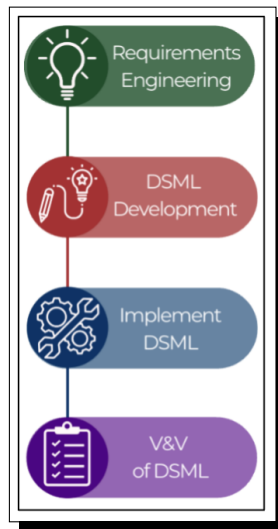 Requirements
Engineering
DSML
Development
Implement
DSML
V&V
of DSML